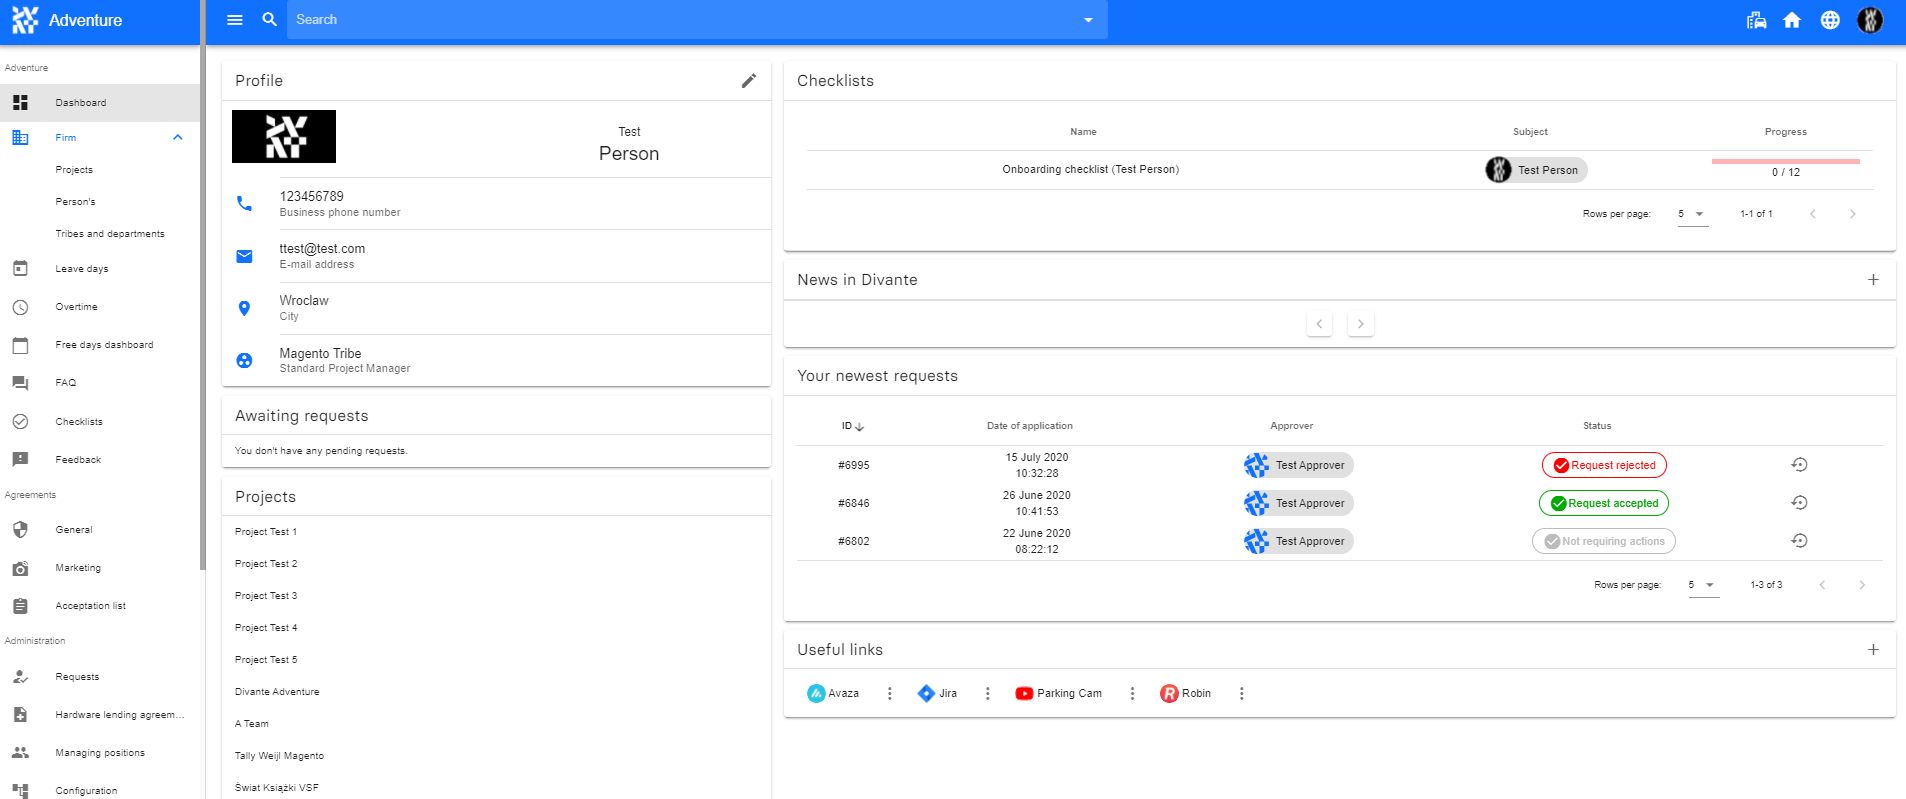 Adventure
Search
Adventure
Dashboard
Firm
Projects
Person's
Tribes and departments
Leave days
Overtime
Free days dashboard
FAQ
Checklists
Feedback
Agreements
General
Marketing
Acceptation list
Administration
Requests
Hardware lending agreem...
Managing positions
Configuration
Profile
Test
Person
123456789
Business phone number
ttest@test.com
E-mail address
Wroclaw
City
Magento Tribe
Standard Project Manager
Awaiting requests
You don't have any pending requests.
Projects
Project Test 1
Project Test 2
Project Test 3
Project Test 4
Project Test 5
Divante Adventure
A Team
Tally Weijl Magento
Świat Książki VSF
Checklists
Name Subject Progress
Onboarding checklist (Test Person) Test Person 0 / 12
Rows per page: 5 1-1 of 1
News in Divante
Your newest requests
ID Date of application Approver Status
#6995 15 July 2020 10:32:28 Test Approver Request rejected
#6846 26 June 2020 10:41:53 Test Approver Request accepted
#6802 22 June 2020 08:22:12 Test Approver Not requiring actions
Rows per page: 5 1-3 of 3
Useful links
Avaza Jira Parking Cam Robin